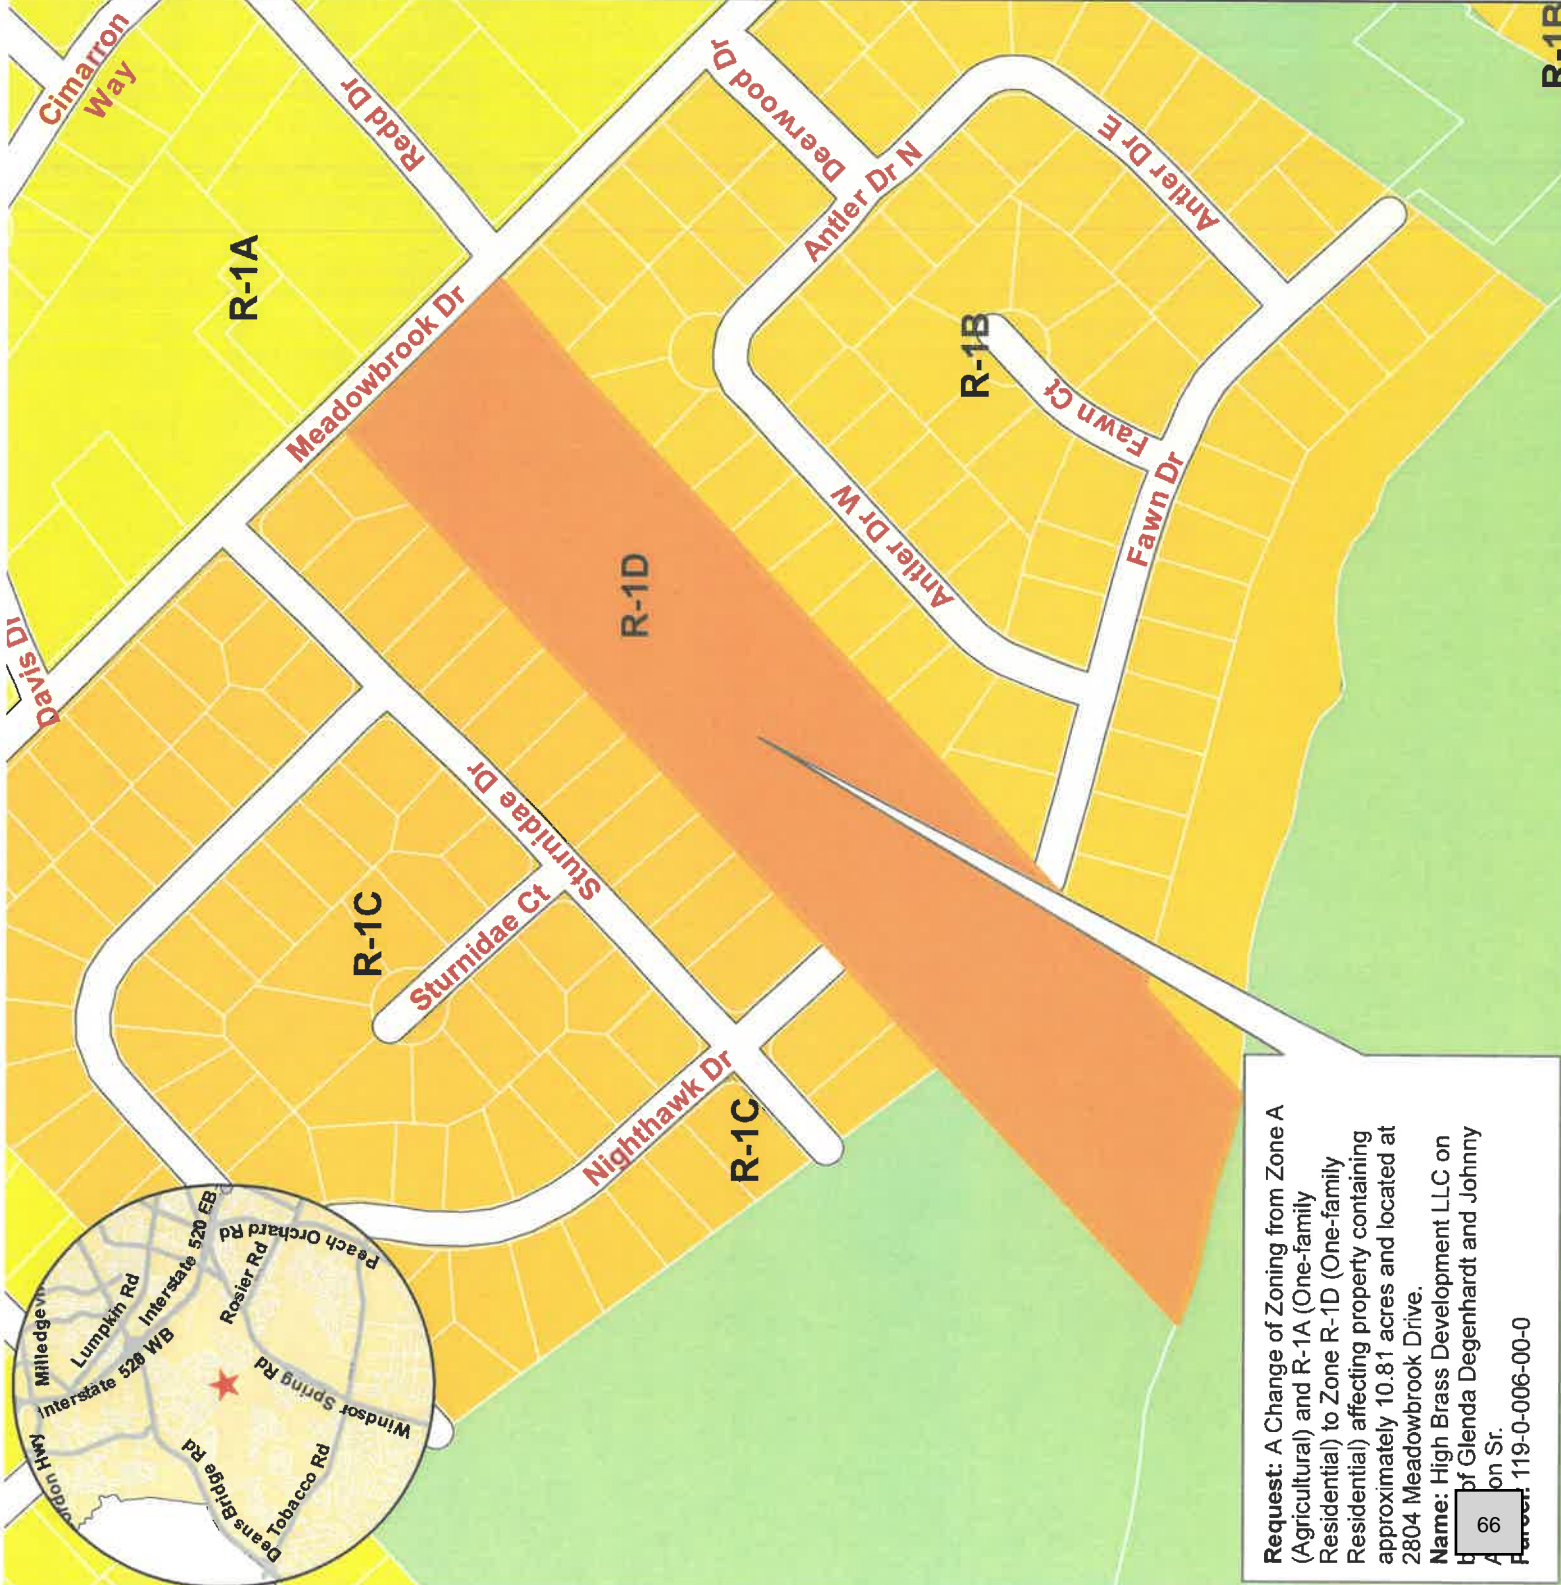 Cimarron
Way
Redd Dr
R-1A
Meadowbrook Dr
Davis Dr
Deerwood Dr
Antler Dr N
Antler Dr E
Antler Dr W
R-1B
Fawn Ct
Fawn Dr
R-1B
R-1D
Sturnidae Dr
Sturnidae Ct
R-1C
Nighthawk Dr
R-1C
Milledgevil
Lumpkin Rd
Interstate 520 EB
Interstate 520 WB
Rosier Rd
Peach Orchard Rd
Windsor Spring Rd
Deans Bridge Rd
Tobacco Rd
ordon Hwy
Request: A Change of Zoning from Zone A
(Agricultural) and R-1A (One-family
Residential) to Zone R-1D (One-family
Residential) affecting property containing
approximately 10.81 acres and located at
2804 Meadowbrook Drive.
Name: High Brass Development LLC on
of Glenda Degenhardt and Johnny
on Sr.
Parcel: 119-0-006-00-0
66